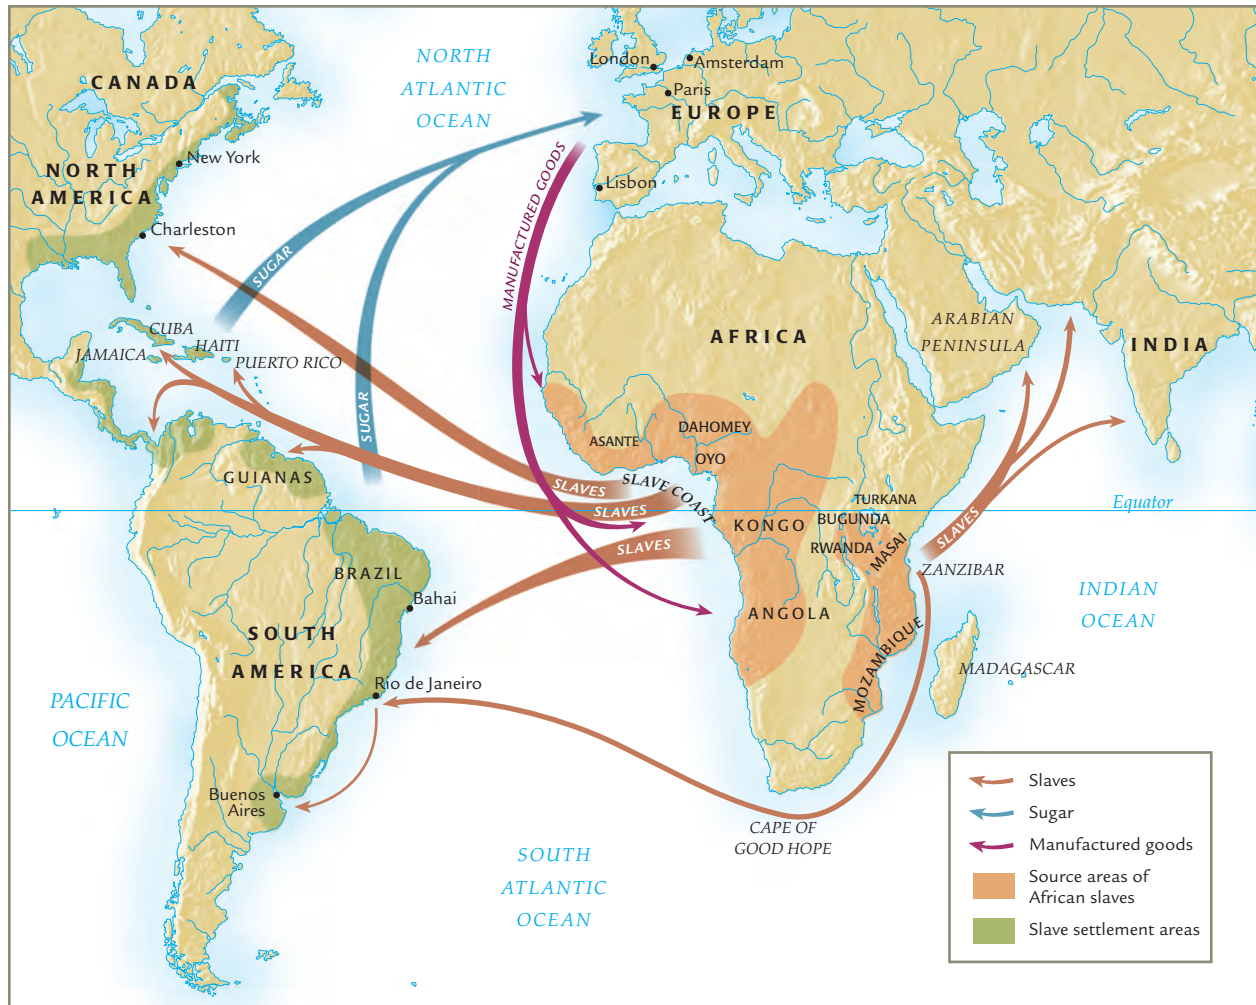 NORTH
ATLANTIC
OCEAN
London
Amsterdam
Paris
EUROPE
CANADA
New York
NORTH
AMERICA
Lisbon
MANUFACTURED GOODS
Charleston
SUGAR
CUBA
HAITI
JAMAICA
PUERTO RICO
AFRICA
ARABIAN
PENINSULA
INDIA
SUGAR
DAHOMEY
ASANTE
OYO
GUIANAS
SLAVES
SLAVE COAST
SLAVES
TURKANA
Equator
KONGO
BUGUNDA
SLAVES
SLAVES
RWANDA
MASAI
ZANZIBAR
BRAZIL
Bahai
ANGOLA
INDIAN
OCEAN
SOUTH
AMERICA
MOZAMBIQUE
MADAGASCAR
Rio de Janeiro
PACIFIC
OCEAN
Buenos
Aires
CAPE OF
GOOD HOPE
SOUTH
ATLANTIC
OCEAN
Slaves
Sugar
Manufactured goods
Source areas of
African slaves
Slave settlement areas